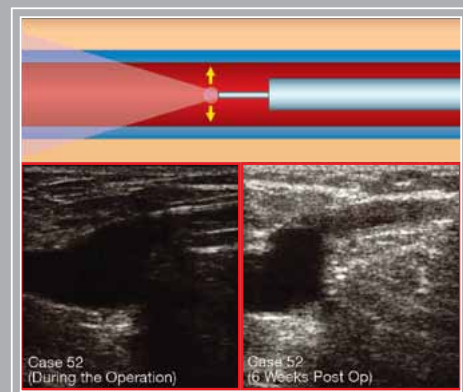 Case 52
(During the Operation)
Case 52
(6 Weeks Post Op)